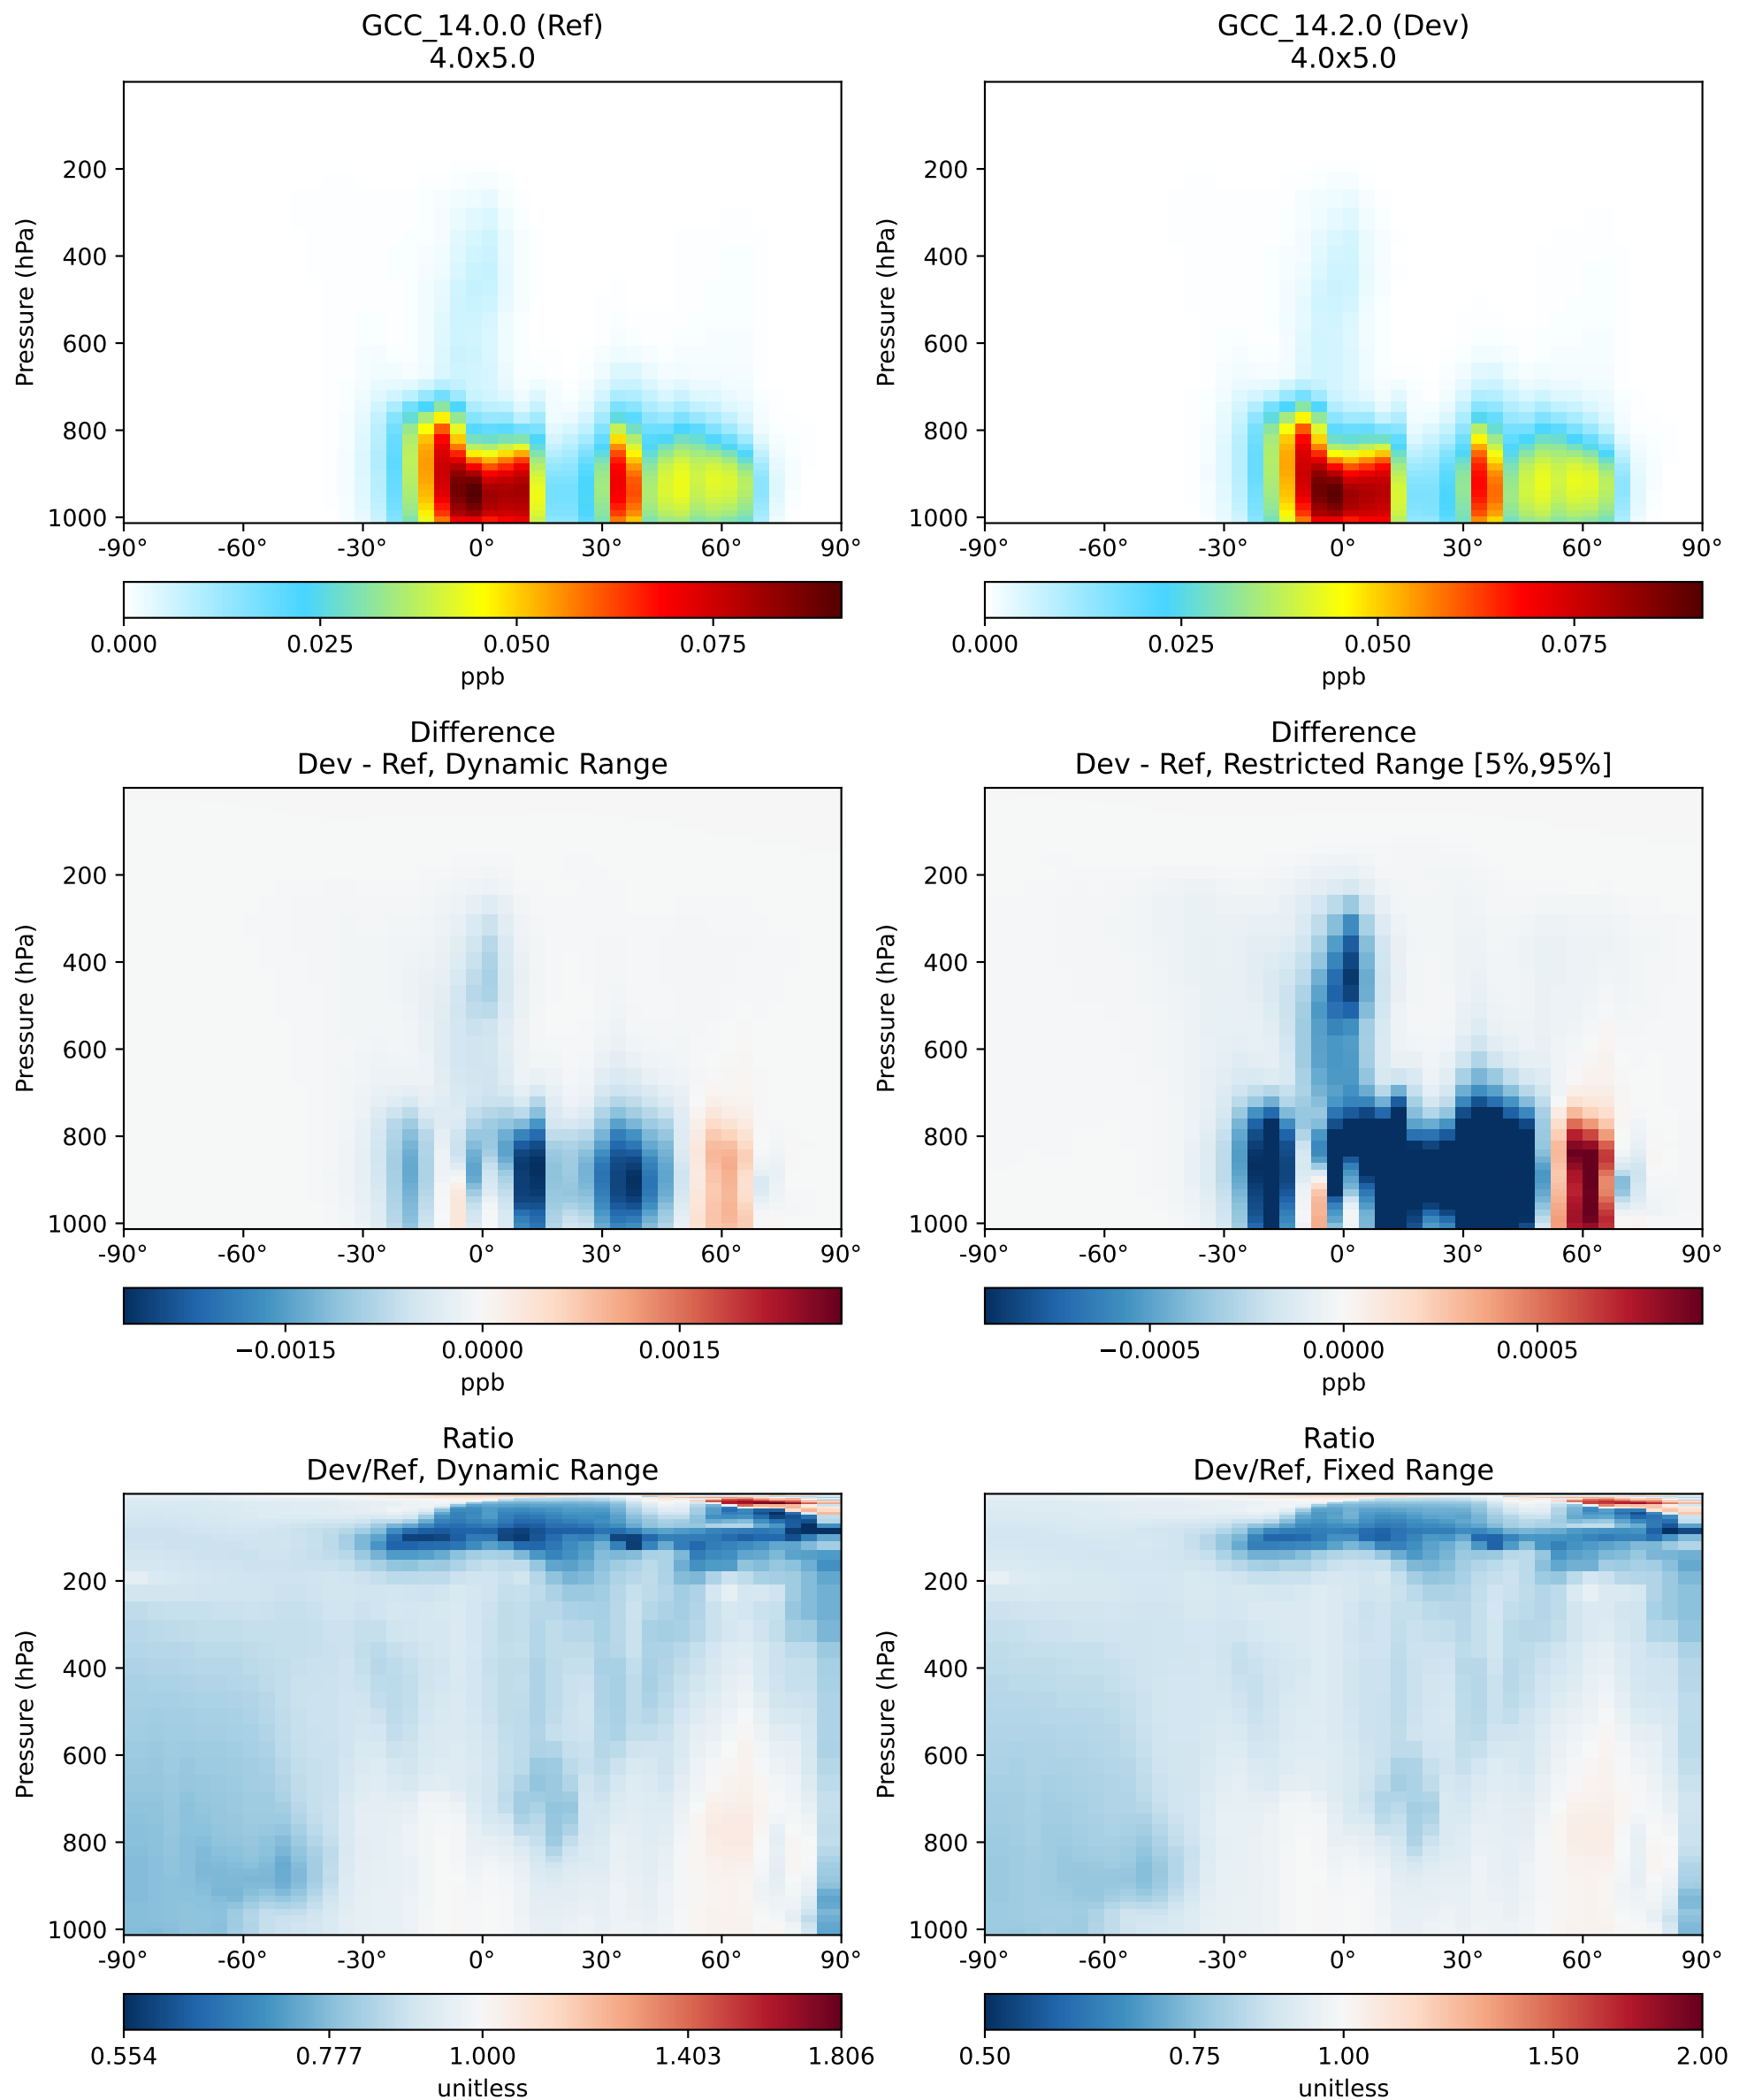 GCC_14.0.0 (Ref)
4.0x5.0
Pressure (hPa)
200
400
600
800
1000
-90° -60° -30° 0° 30° 60° 90°
0.000 0.025 0.050 0.075
ppb
GCC_14.2.0 (Dev)
4.0x5.0
Pressure (hPa)
200
400
600
800
1000
-90° -60° -30° 0° 30° 60° 90°
0.000 0.025 0.050 0.075
ppb
Difference
Dev - Ref, Dynamic Range
Pressure (hPa)
200
400
600
800
1000
-90° -60° -30° 0° 30° 60° 90°
−0.0015 0.0000 0.0015
ppb
Difference
Dev - Ref, Restricted Range [5%,95%]
Pressure (hPa)
200
400
600
800
1000
-90° -60° -30° 0° 30° 60° 90°
−0.0005 0.0000 0.0005
ppb
Ratio
Dev/Ref, Dynamic Range
Pressure (hPa)
200
400
600
800
1000
-90° -60° -30° 0° 30° 60° 90°
0.554 0.777 1.000 1.403 1.806
unitless
Ratio
Dev/Ref, Fixed Range
Pressure (hPa)
200
400
600
800
1000
-90° -60° -30° 0° 30° 60° 90°
0.50 0.75 1.00 1.50 2.00
unitless